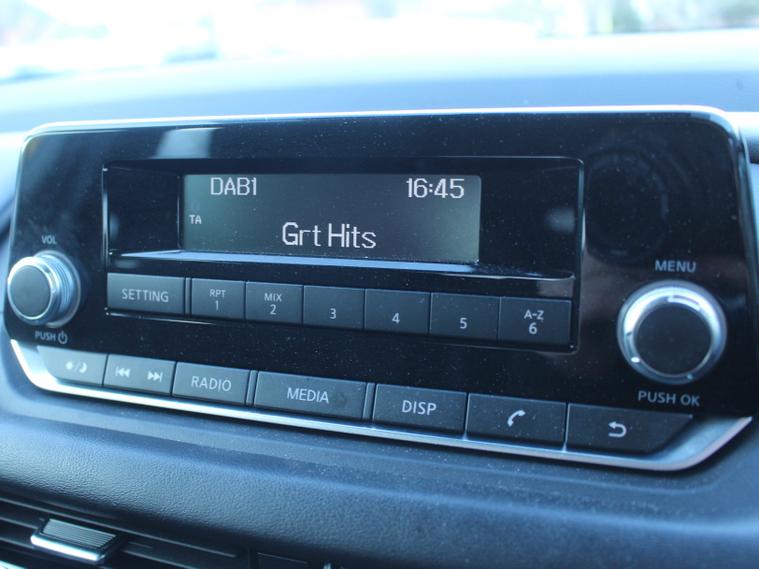 DAB1 16:45
TA
Grt Hits
VOL
PUSH
MENU
PUSH OK
SETTING
RPT 1
MIX 2
3
4
5
A-Z 6
RADIO
MEDIA
DISP